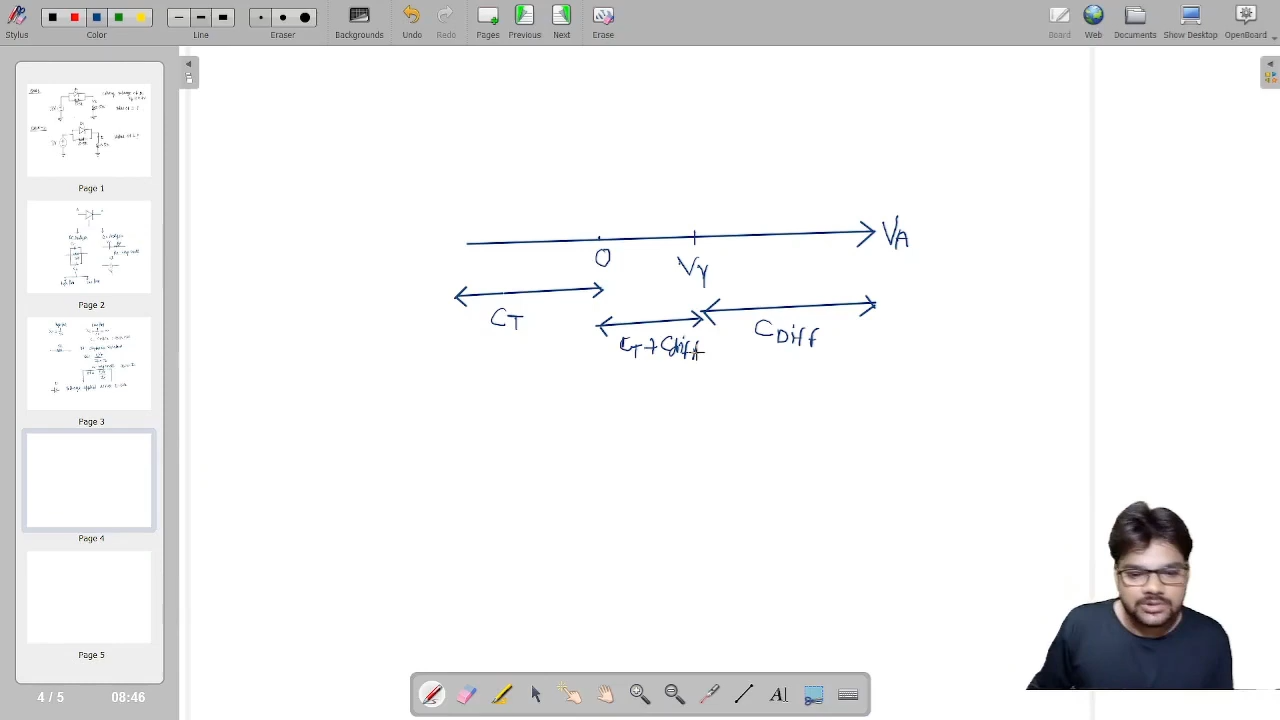 Stylus
Color
Line
Eraser
Backgrounds
Undo
Redo
Pages
Previous
Next
Erase
Board
Web
Documents
Show Desktop
OpenBoard
Page 1
Page 2
Page 3
Page 4
Page 5
4 / 5
08:46
VA
0
Vγ
CT
CT + Cdiff
CDiff
AI